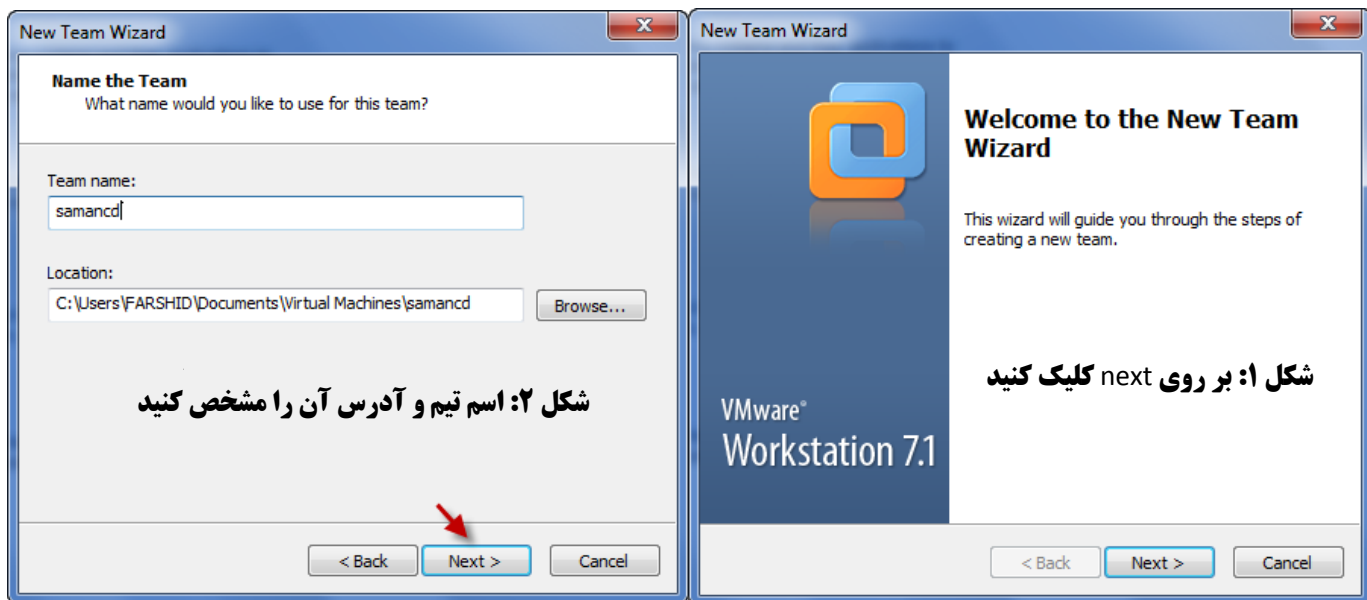 New Team Wizard
Name the Team
What name would you like to use for this team?
Team name:
samancd
Location:
C:\Users\FARSHID\Documents\Virtual Machines\samancd
Browse...
شکل ۲: اسم تیم و آدرس آن را مشخص کنید
< Back
Next >
Cancel
New Team Wizard
Welcome to the New Team
Wizard
This wizard will guide you through the steps of
creating a new team.
شکل ۱: بر روی next کلیک کنید
VMware®
Workstation 7.1
< Back
Next >
Cancel